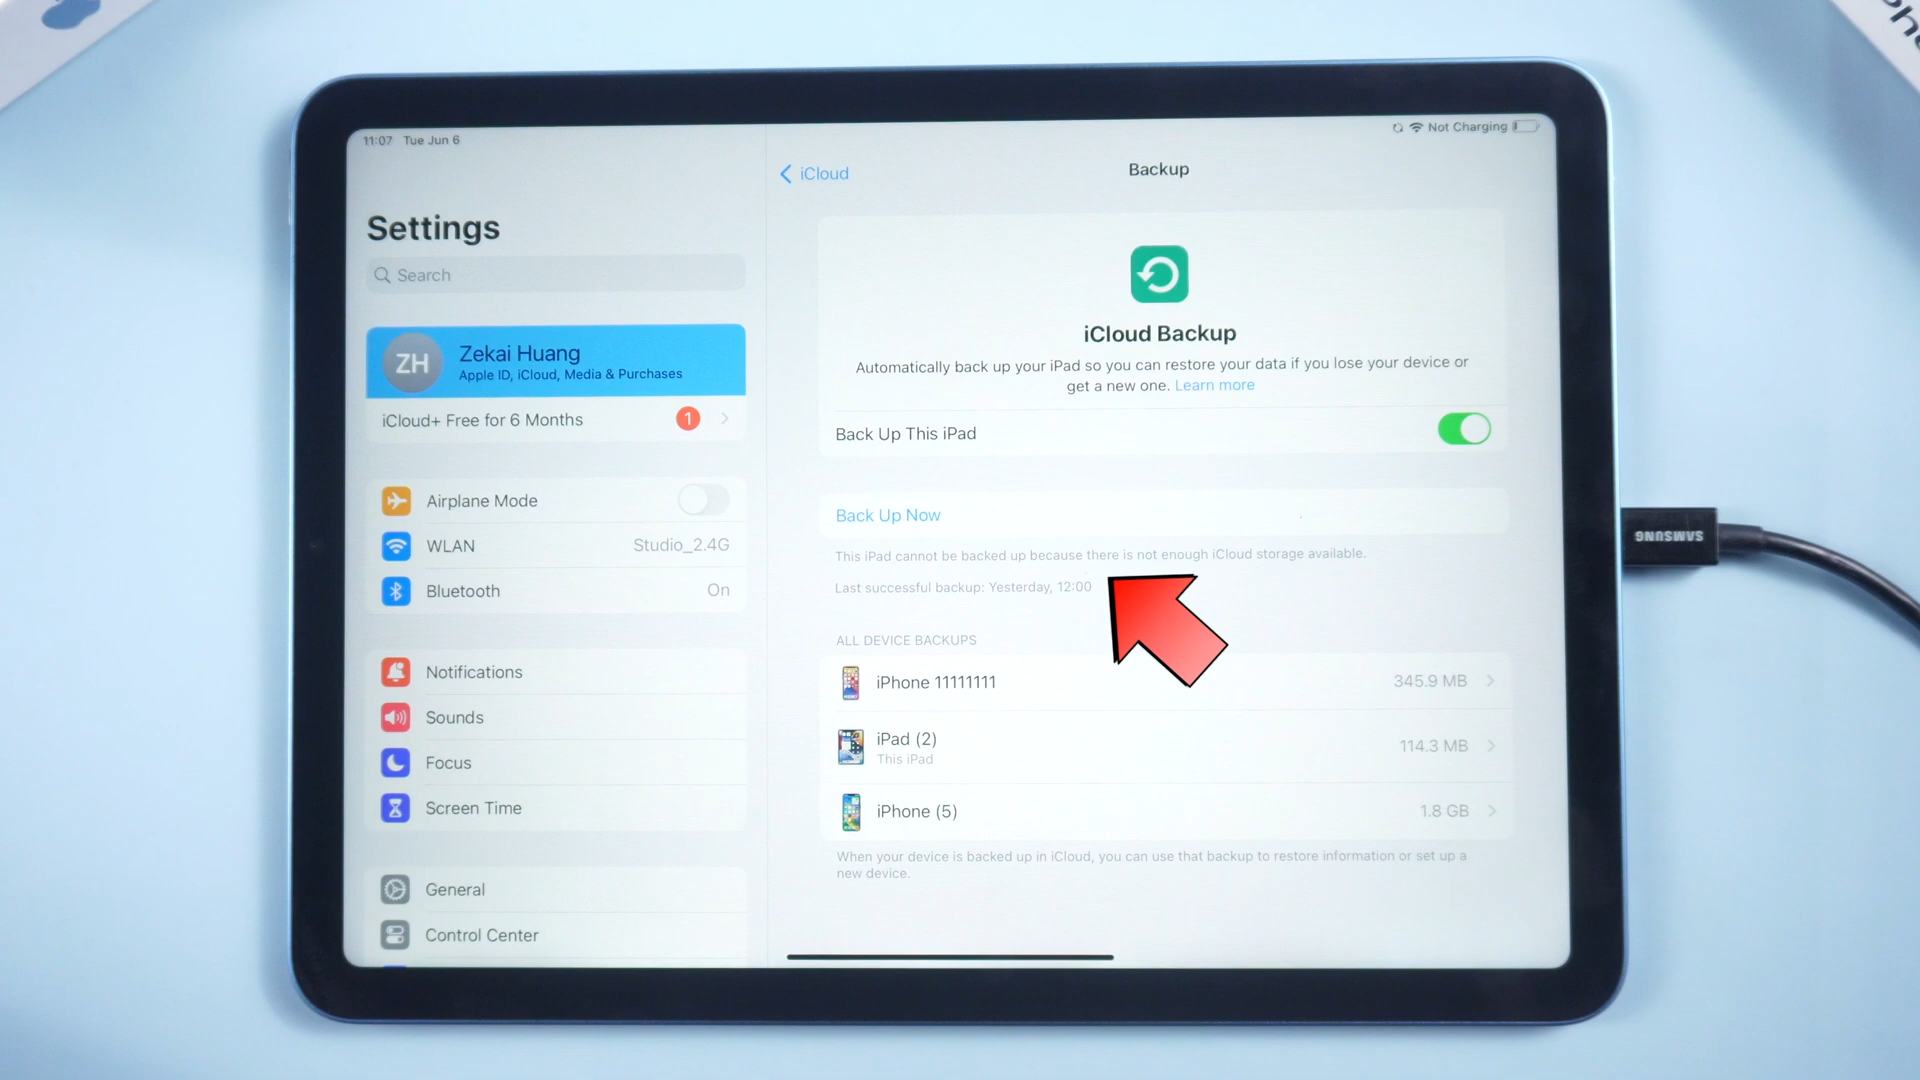 11:07 Tue Jun 6
Not Charging
Settings
Search
ZH
Zekai Huang
Apple ID, iCloud, Media & Purchases
iCloud+ Free for 6 Months
1
Airplane Mode
WLAN
Studio_2.4G
Bluetooth
On
Notifications
Sounds
Focus
Screen Time
General
Control Center
iCloud
Backup
iCloud Backup
Automatically back up your iPad so you can restore your data if you lose your device or
get a new one. Learn more
Back Up This iPad
Back Up Now
This iPad cannot be backed up because there is not enough iCloud storage available.
Last successful backup: Yesterday, 12:00
ALL DEVICE BACKUPS
iPhone 11111111
345.9 MB
iPad (2)
This iPad
114.3 MB
iPhone (5)
1.8 GB
When your device is backed up in iCloud, you can use that backup to restore information or set up a
new device.
SAMSUNG